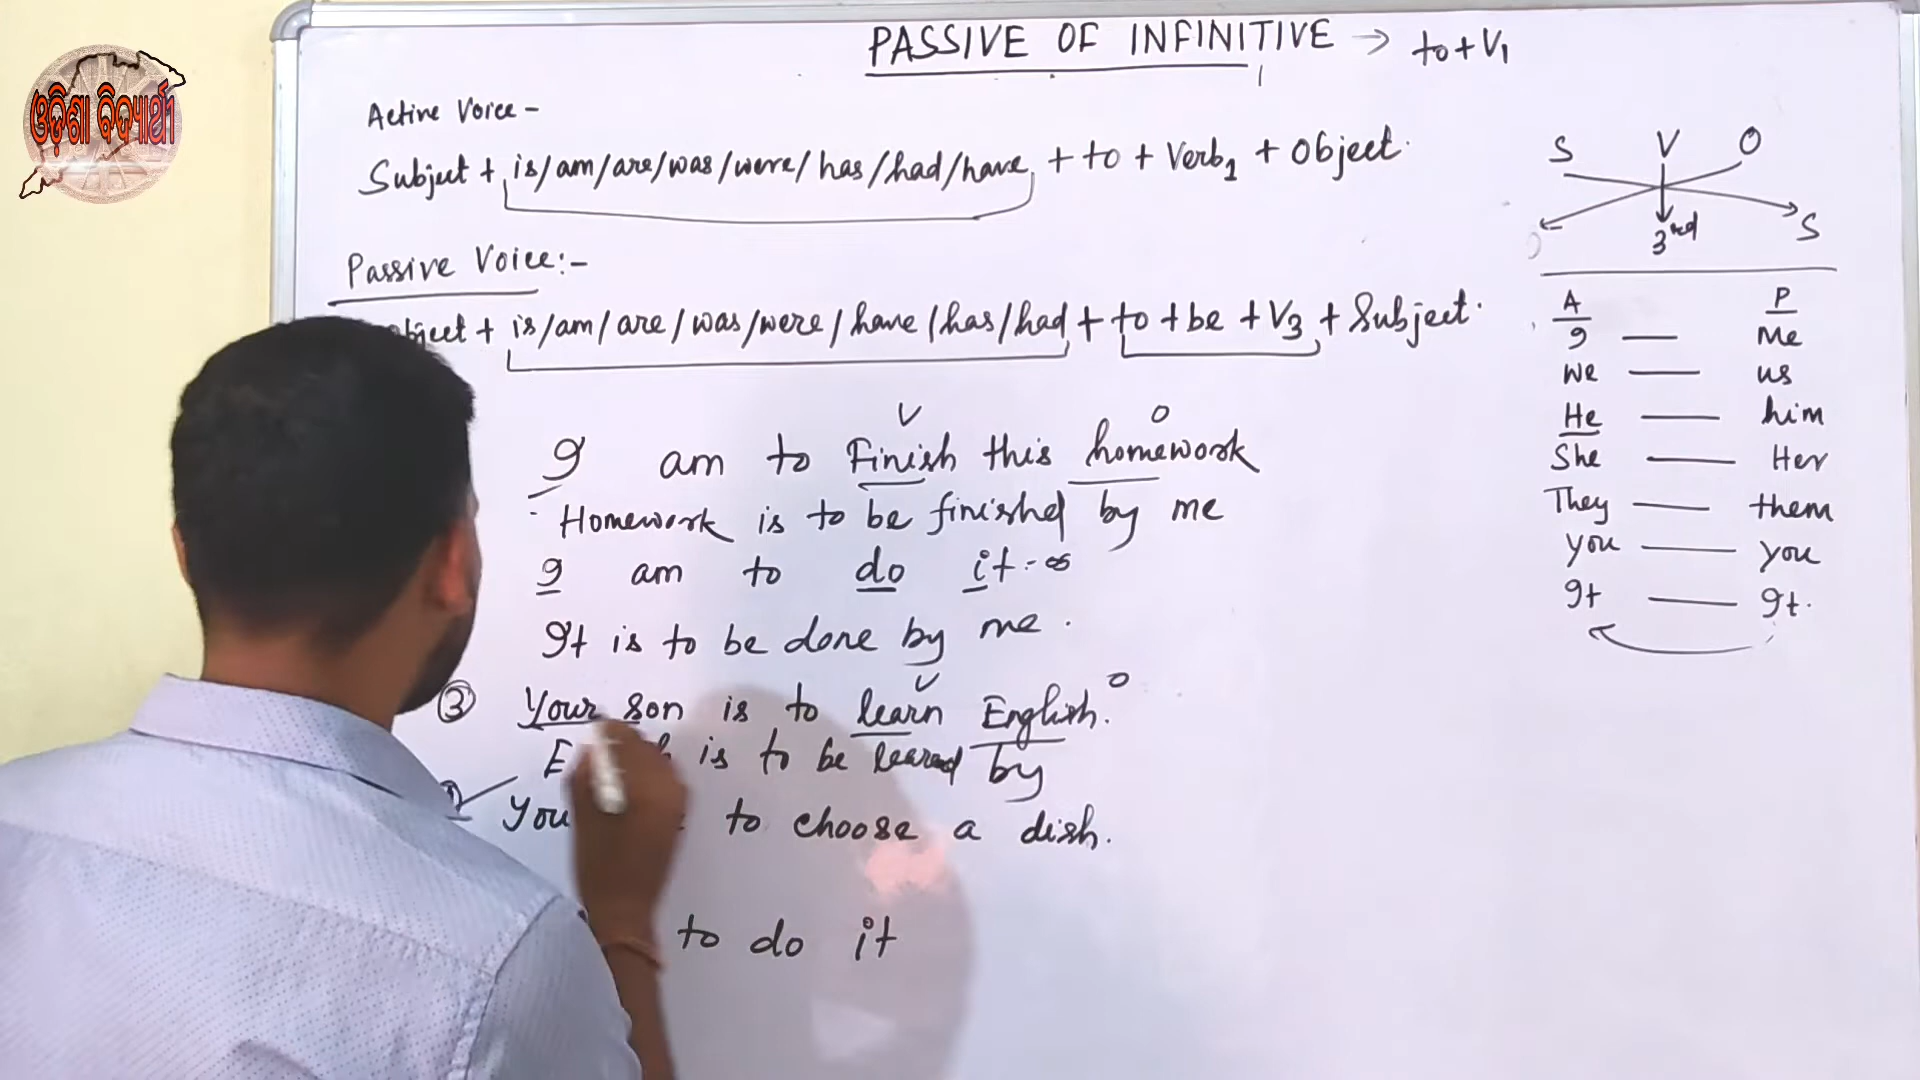 ଓଡ଼ିଶା ବିଦ୍ୟାର୍ଥୀ
PASSIVE OF INFINITIVE → to+V1
Active Voice -
Subject + is/am/are/was/were/has/had/have + to + Verb1 + Object.
Passive Voice:-
+ is/am/are/was/were/have/has/had + to + be + V3 + Subject.
V O
I am to Finish this homework
Homework is to be finished by me
I am to do it.
It is to be done by me.
V O
③ Your son is to learn English.
is to be learned by
to choose a dish.
to do it
S V O
3rd S
A P
I — Me
we — us
He — him
She — Her
They — them
you — you
It — It.